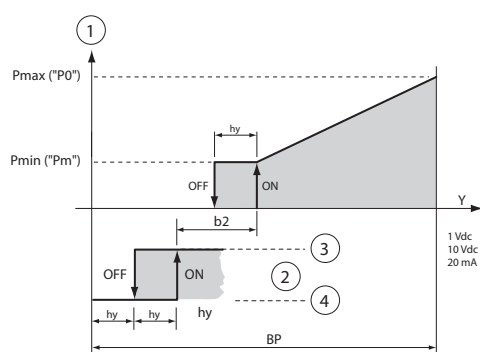 1
Pmax ("P0")
hy
Pmin ("Pm")
OFF
ON
Y
b2
1 Vdc
10 Vdc
20 mA
3
OFF
ON
2
4
hy
hy
hy
BP